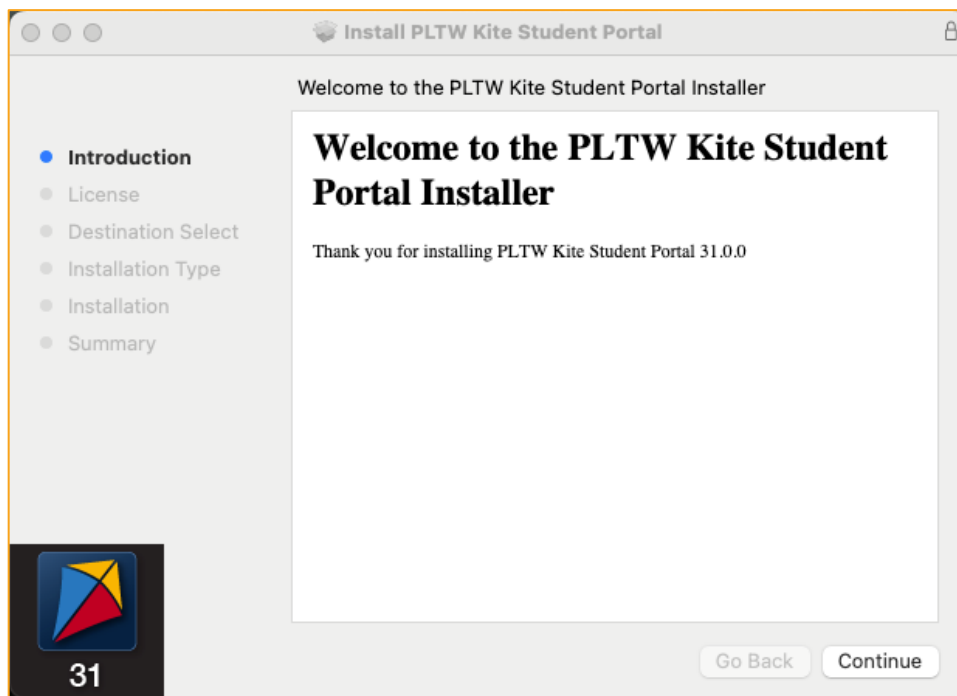 Install PLTW Kite Student Portal
Welcome to the PLTW Kite Student Portal Installer
Introduction
License
Destination Select
Installation Type
Installation
Summary
Welcome to the PLTW Kite Student
Portal Installer
Thank you for installing PLTW Kite Student Portal 31.0.0
31
Go Back
Continue